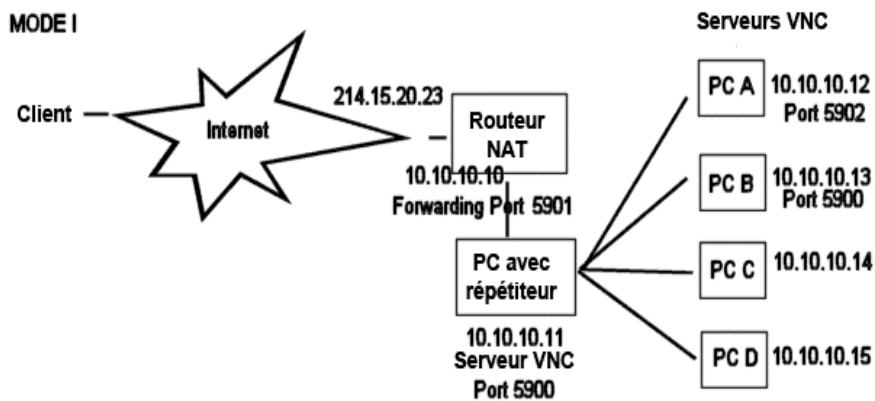 MODE I
Client
Internet
214.15.20.23
Routeur
NAT
10.10.10.10
Forwarding Port 5901
PC avec
répétiteur
10.10.10.11
Serveur VNC
Port 5900
Serveurs VNC
PC A
10.10.10.12
Port 5902
PC B
10.10.10.13
Port 5900
PC C
10.10.10.14
PC D
10.10.10.15